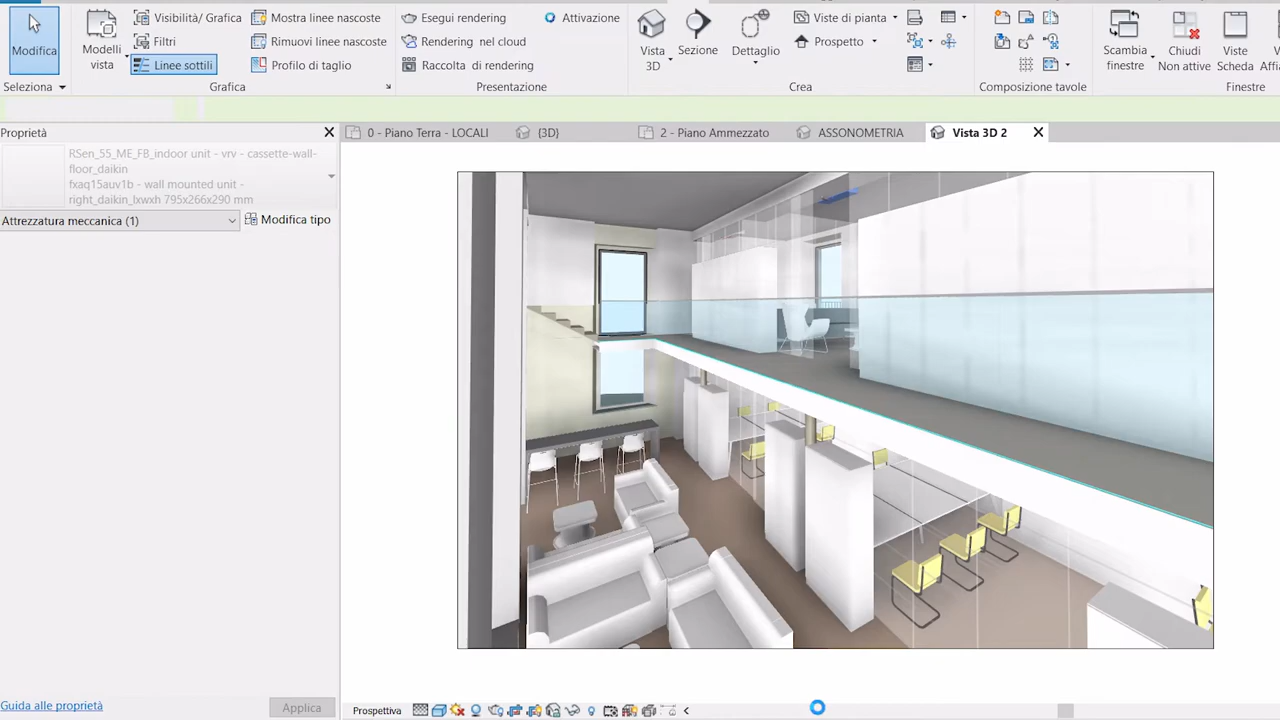 Modifica
Seleziona
Modelli vista
Visibilità/ Grafica
Filtri
Linee sottili
Mostra linee nascoste
Rimuovi linee nascoste
Profilo di taglio
Grafica
Esegui rendering
Rendering nel cloud
Raccolta di rendering
Attivazione
Presentazione
Vista 3D
Sezione
Dettaglio
Viste di pianta
Prospetto
Crea
Composizione tavole
Scambia finestre
Chiudi Non attive
Viste Scheda
Finestre
Proprietà
0 - Piano Terra - LOCALI
{3D}
2 - Piano Ammezzato
ASSONOMETRIA
Vista 3D 2
RSen_55_ME_FB_indoor unit - vrv - cassette-wall-
floor_daikin
fxaq15auv1b - wall mounted unit -
right_daikin_lxwxh 795x266x290 mm
Attrezzatura meccanica (1)
Modifica tipo
Guida alle proprietà
Applica
Prospettiva